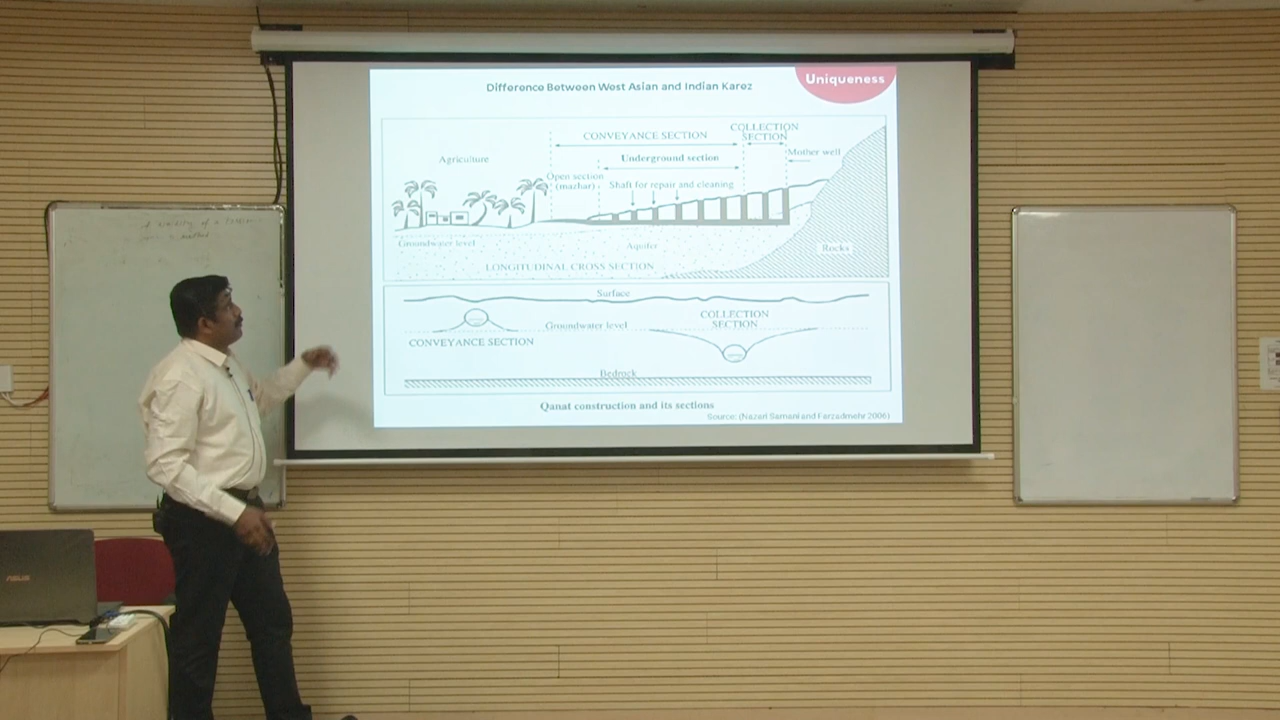 Difference Between West Asian and Indian Karez
Uniqueness
CONVEYANCE SECTION
COLLECTION
SECTION
Agriculture
Underground section
Mother well
Open section
(mazhar)
Shaft for repair and cleaning
Groundwater level
Aquifer
Rocks
LONGITUDINAL CROSS SECTION
Surface
Groundwater level
COLLECTION
SECTION
CONVEYANCE SECTION
Bedrock
Qanat construction and its sections
Source: (Nazari Samani and Farzadmehr 2006)
ASUS